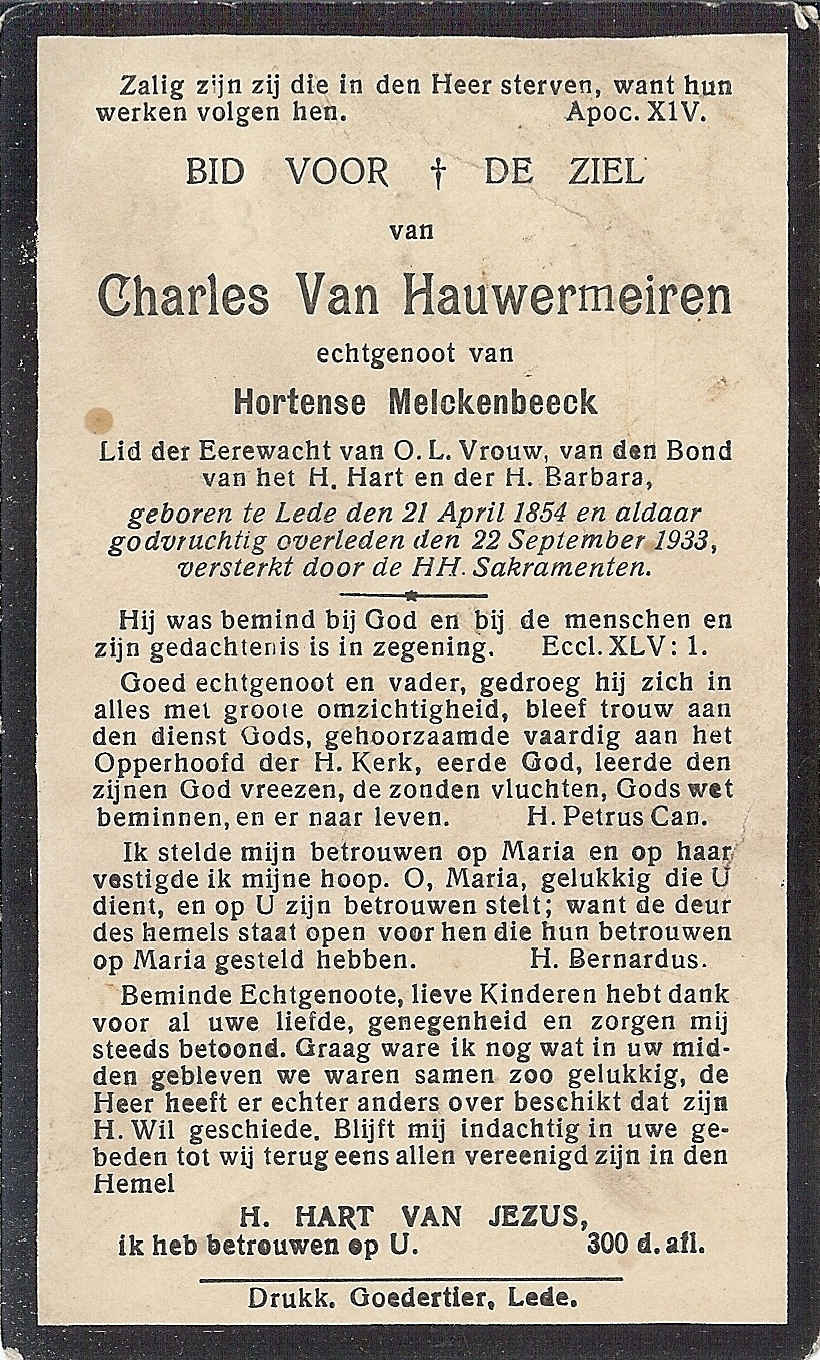 Zalig zijn zij die in den Heer sterven, want hun
werken volgen hen. Apoc. X1V.
BID VOOR † DE ZIEL
van
Charles Van Hauwermeiren
echtgenoot van
Hortense Melckenbeeck
Lid der Eerewacht van O. L. Vrouw, van den Bond
van het H. Hart en der H. Barbara,
geboren te Lede den 21 April 1854 en aldaar
godvruchtig overleden den 22 September 1933,
versterkt door de HH. Sakramenten.
Hij was bemind bij God en bij de menschen en
zijn gedachtenis is in zegening. Eccl. XLV: 1.
Goed echtgenoot en vader, gedroeg hij zich in
alles met groote omzichtigheid, bleef trouw aan
den dienst Gods, gehoorzaamde vaardig aan het
Opperhoofd der H. Kerk, eerde God, leerde den
zijnen God vreezen, de zonden vluchten, Gods wet
beminnen, en er naar leven. H. Petrus Can.
Ik stelde mijn betrouwen op Maria en op haar
vestigde ik mijne hoop. O, Maria, gelukkig die U
dient, en op U zijn betrouwen stelt; want de deur
des hemels staat open voor hen die hun betrouwen
op Maria gesteld hebben. H. Bernardus.
Beminde Echtgenoote, lieve Kinderen hebt dank
voor al uwe liefde, genegenheid en zorgen mij
steeds betoond. Graag ware ik nog wat in uw mid-
den gebleven we waren samen zoo gelukkig, de
Heer heeft er echter anders over beschikt dat zijn
H. Wil geschiede. Blijft mij indachtig in uwe ge-
beden tot wij terug eens allen vereenigd zijn in den
Hemel
H. HART VAN JEZUS,
ik heb betrouwen op U. 300 d. afl.
Drukk. Goedertier, Lede.